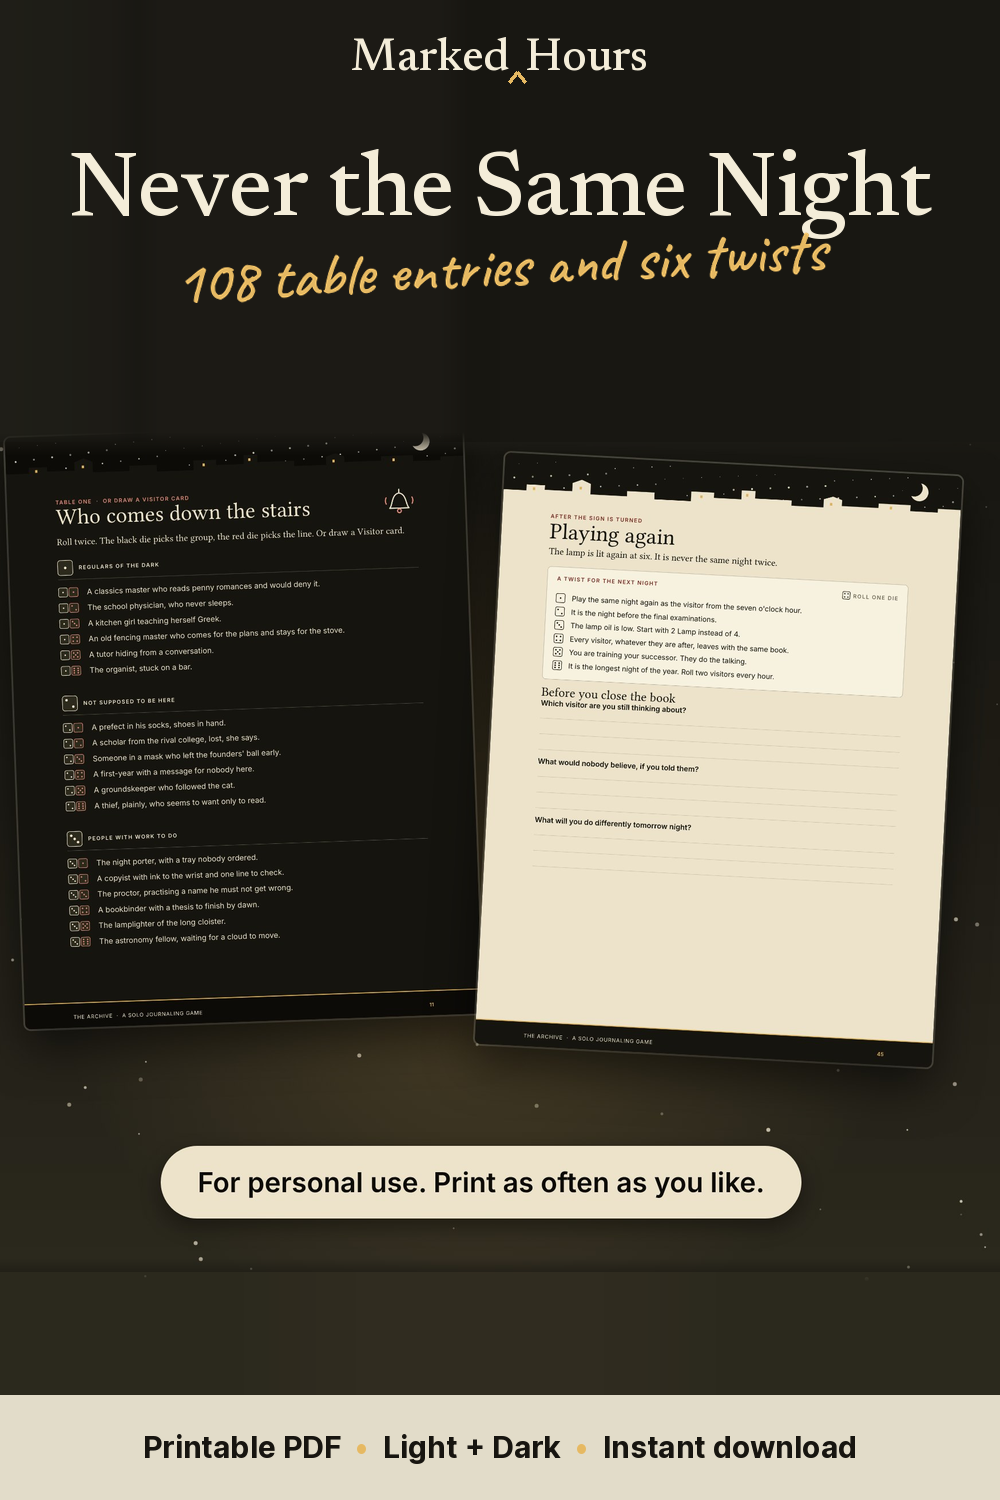 Marked Hours
Never the Same Night
108 table entries and six twists
TABLE ONE · OR DRAW A VISITOR CARD
Who comes down the stairs
Roll twice. The black die picks the group, the red die picks the line. Or draw a Visitor card.
REGULARS OF THE DARK
A classics master who reads penny romances and would deny it.
The school physician, who never sleeps.
A kitchen girl teaching herself Greek.
An old fencing master who comes for the plans and stays for the stove.
A tutor hiding from a conversation.
The organist, stuck on a bar.
NOT SUPPOSED TO BE HERE
A prefect in his socks, shoes in hand.
A scholar from the rival college, lost, she says.
Someone in a mask who left the founders' ball early.
A first-year with a message for nobody here.
A groundskeeper who followed the cat.
A thief, plainly, who seems to want only to read.
PEOPLE WITH WORK TO DO
The night porter, with a tray nobody ordered.
A copyist with ink to the wrist and one line to check.
The proctor, practising a name he must not get wrong.
A bookbinder with a thesis to finish by dawn.
The lamplighter of the long cloister.
The astronomy fellow, waiting for a cloud to move.
THE ARCHIVE · A SOLO JOURNALING GAME
11
AFTER THE SIGN IS TURNED
Playing again
The lamp is lit again at six. It is never the same night twice.
A TWIST FOR THE NEXT NIGHT
ROLL ONE DIE
Play the same night again as the visitor from the seven o'clock hour.
It is the night before the final examinations.
The lamp oil is low. Start with 2 Lamp instead of 4.
Every visitor, whatever they are after, leaves with the same book.
You are training your successor. They do the talking.
It is the longest night of the year. Roll two visitors every hour.
Before you close the book
Which visitor are you still thinking about?
What would nobody believe, if you told them?
What will you do differently tomorrow night?
THE ARCHIVE · A SOLO JOURNALING GAME
45
For personal use. Print as often as you like.
Printable PDF • Light + Dark • Instant download